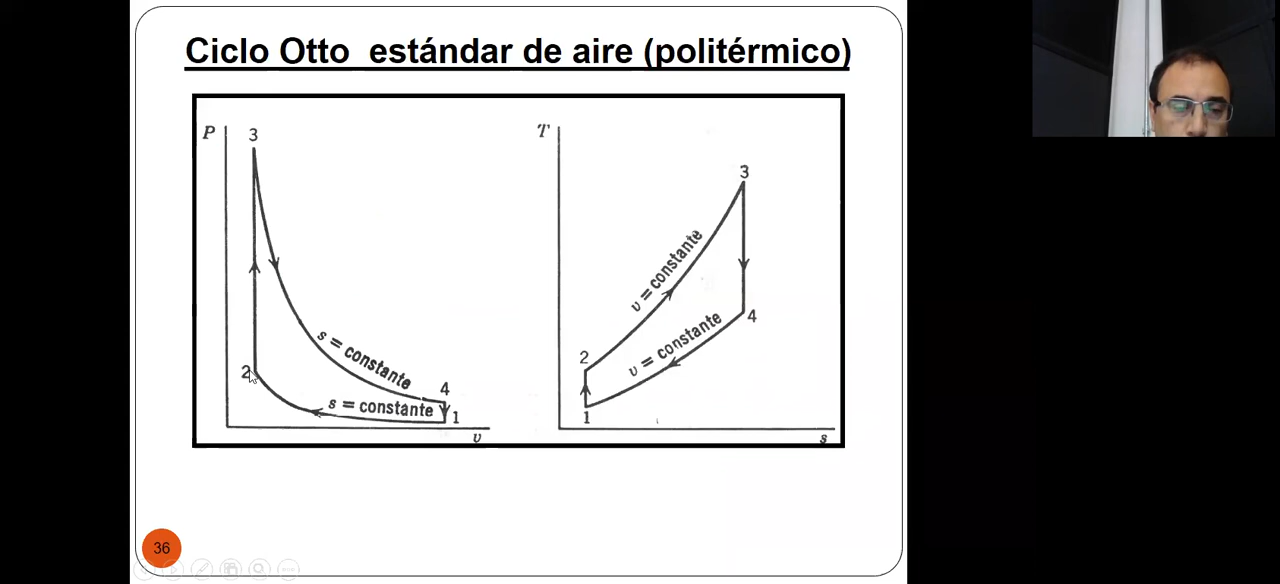 Ciclo Otto  estándar de aire (politérmico)
P
3
s = constante
4
2
s = constante
1
v
T
3
v = constante
4
v = constante
2
1
s
36